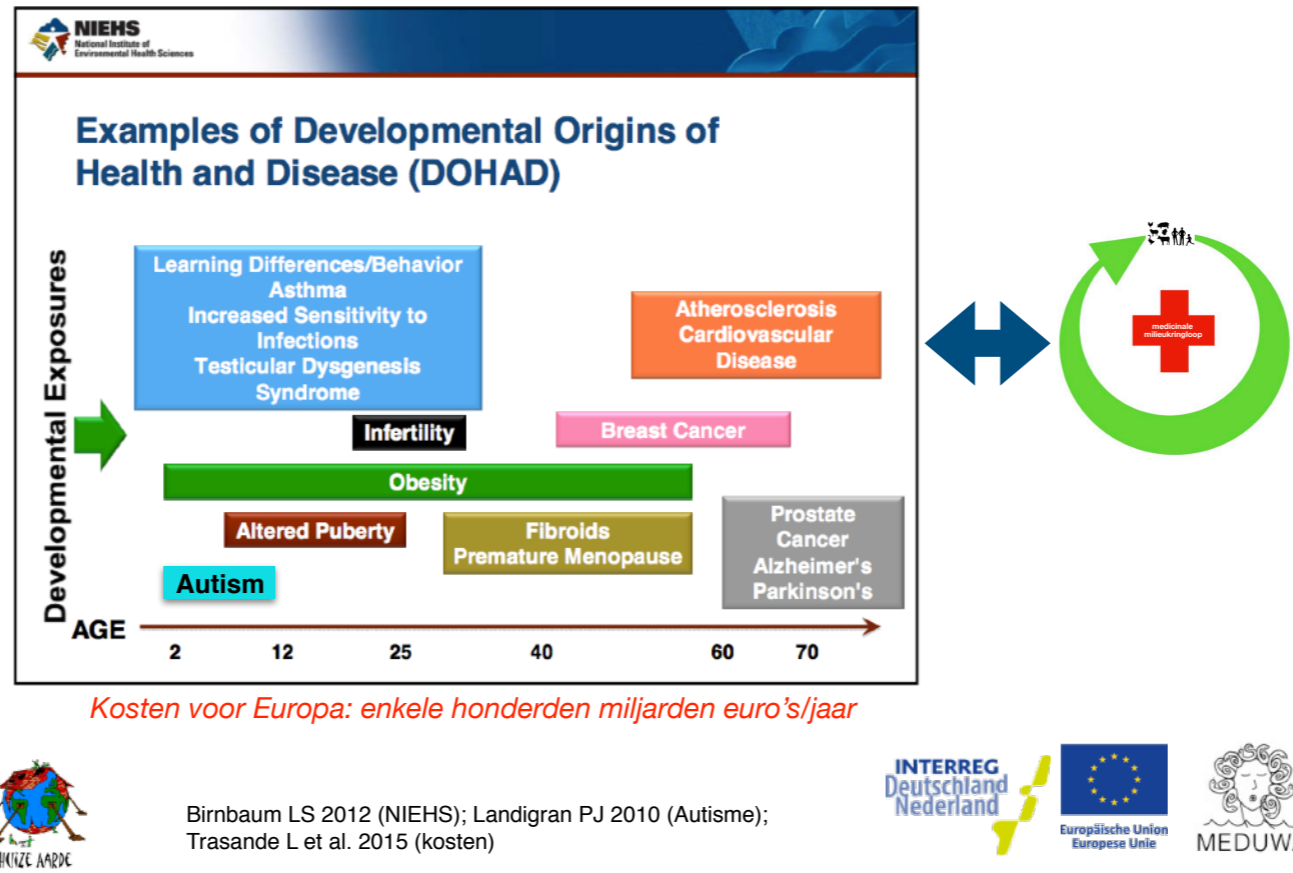 NIEHS
National Institute of
Environmental Health Sciences
Examples of Developmental Origins of
Health and Disease (DOHAD)
Developmental Exposures
Learning Differences/Behavior
Asthma
Increased Sensitivity to
Infections
Testicular Dysgenesis
Syndrome
Atherosclerosis
Cardiovascular
Disease
medicinale
milieukringloop
Infertility
Breast Cancer
Obesity
Altered Puberty
Fibroids
Premature Menopause
Prostate
Cancer
Alzheimer's
Parkinson's
Autism
AGE
2 12 25 40 60 70
Kosten voor Europa: enkele honderden miljarden euro’s/jaar
HUIZE AARDE
Birnbaum LS 2012 (NIEHS); Landigran PJ 2010 (Autisme);
Trasande L et al. 2015 (kosten)
INTERREG
Deutschland
Nederland
Europäische Union
Europese Unie
MEDUW